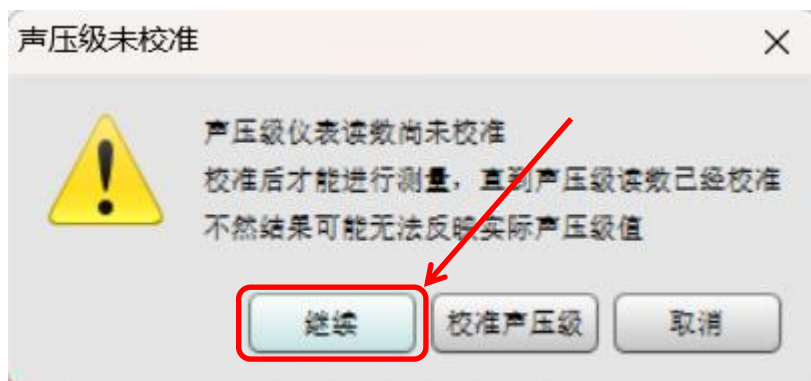 声压级未校准
声压级仪表读数尚未校准
校准后才能进行测量，直到声压级读数已经校准
不然结果可能无法反映实际声压级值
继续 校准声压级 取消